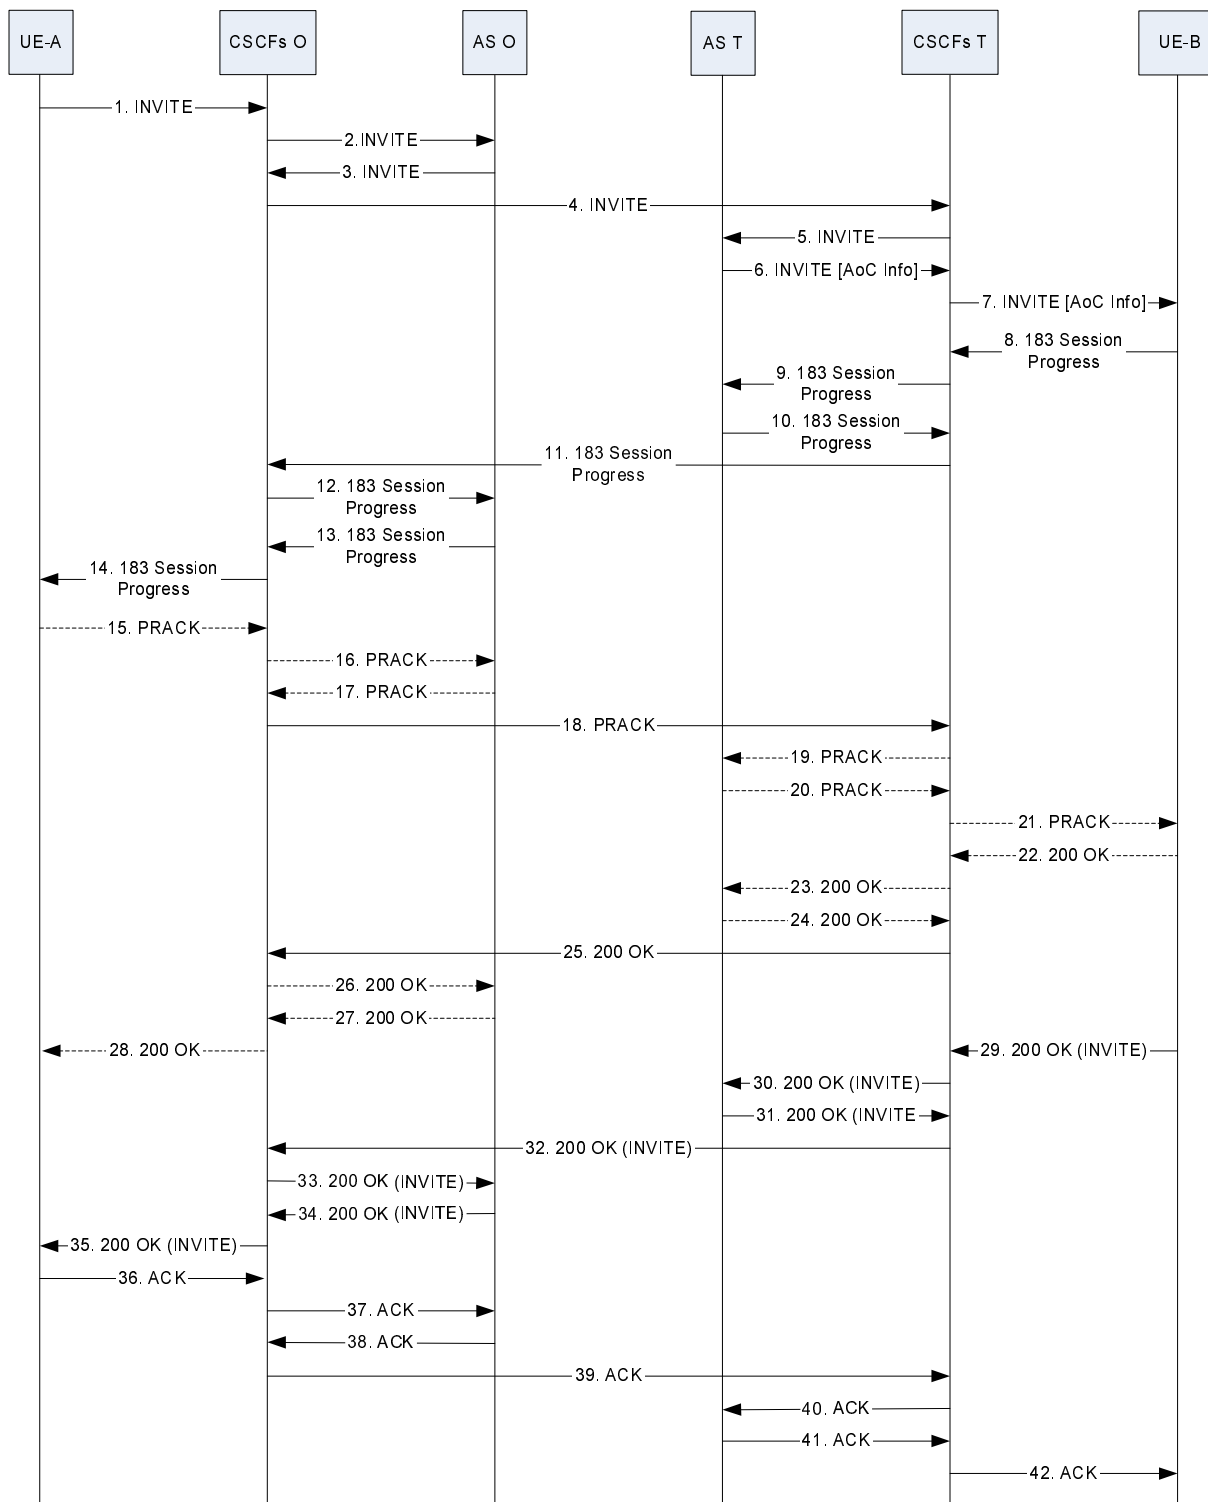 UE-A
CSCFs O
AS O
AS T
CSCFs T
UE-B
1. INVITE
2.INVITE
3. INVITE
4. INVITE
5. INVITE
6. INVITE [AoC Info]
7. INVITE [AoC Info]
8. 183 Session
Progress
9. 183 Session
Progress
10. 183 Session
Progress
11. 183 Session
Progress
12. 183 Session
Progress
13. 183 Session
Progress
14. 183 Session
Progress
15. PRACK
16. PRACK
17. PRACK
18. PRACK
19. PRACK
20. PRACK
21. PRACK
22. 200 OK
23. 200 OK
24. 200 OK
25. 200 OK
26. 200 OK
27. 200 OK
28. 200 OK
29. 200 OK (INVITE)
30. 200 OK (INVITE)
31. 200 OK (INVITE
32. 200 OK (INVITE)
33. 200 OK (INVITE)
34. 200 OK (INVITE)
35. 200 OK (INVITE)
36. ACK
37. ACK
38. ACK
39. ACK
40. ACK
41. ACK
42. ACK